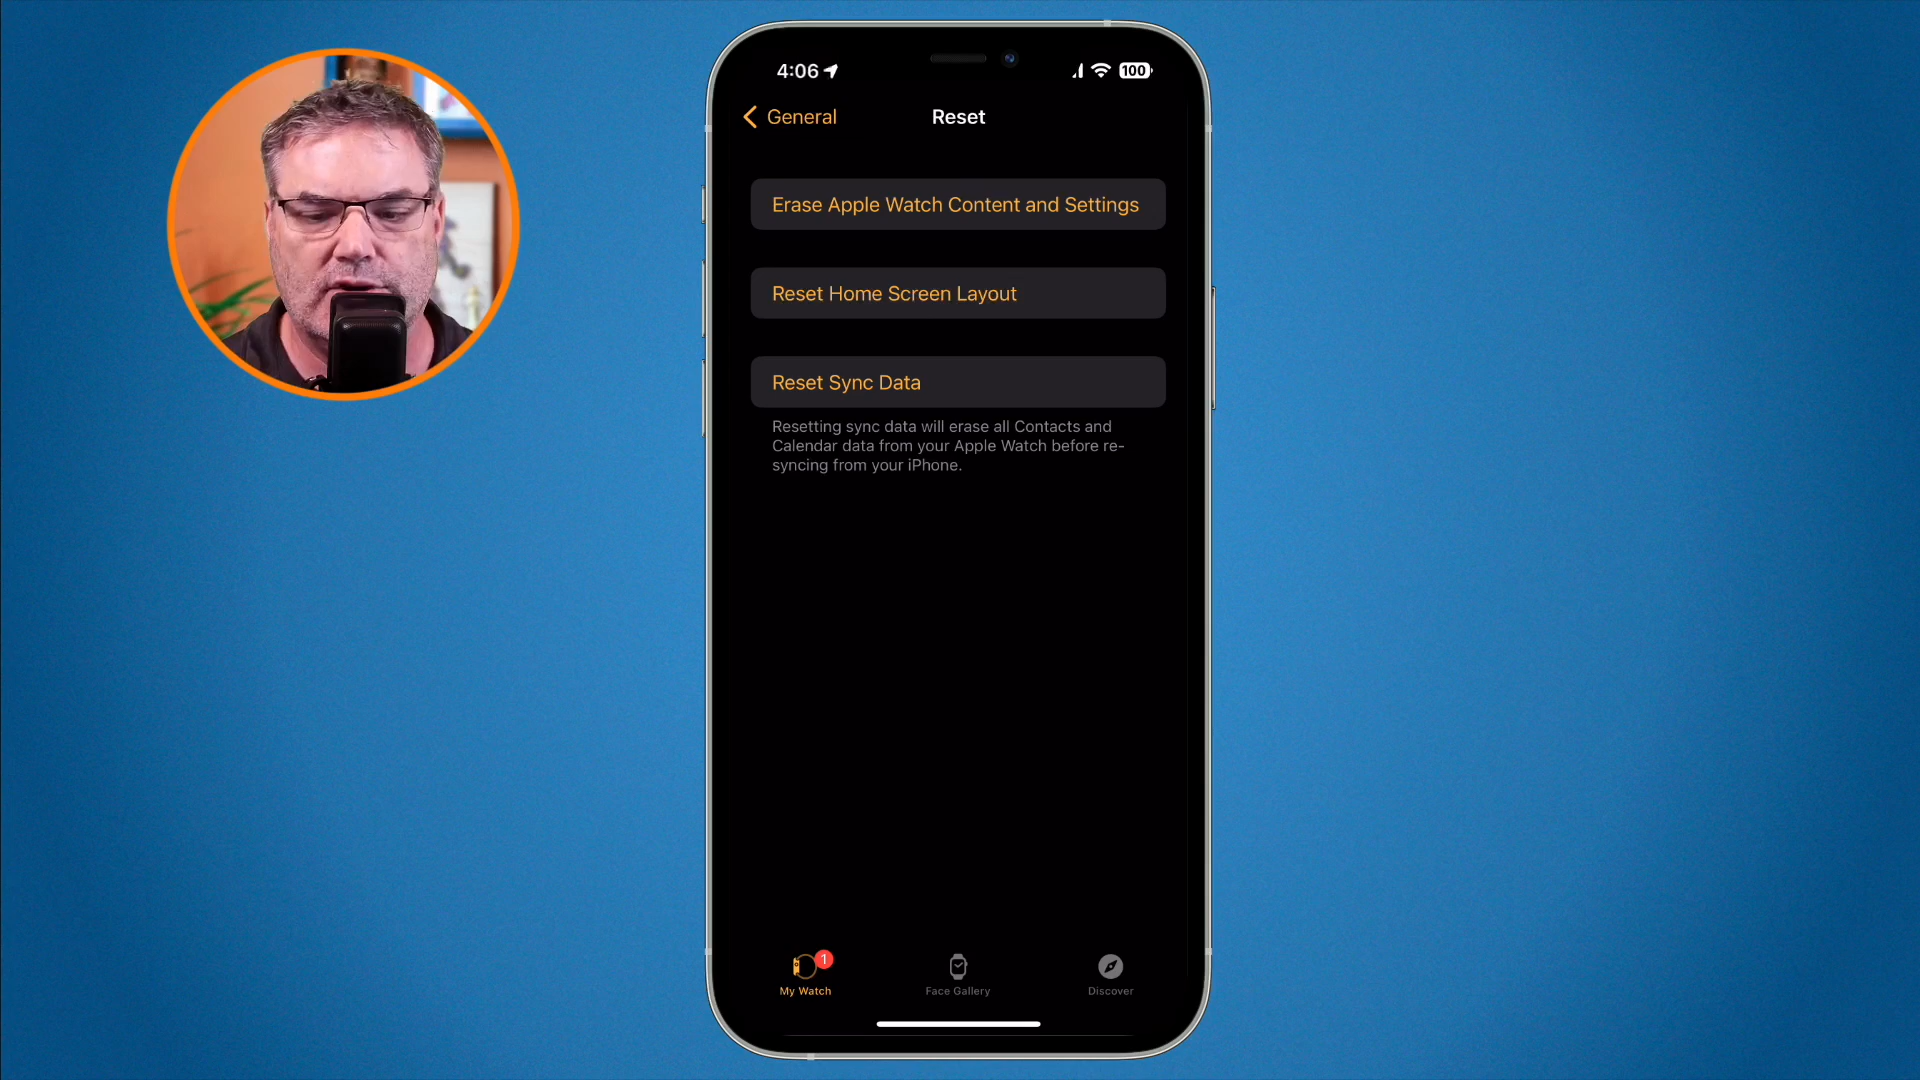 4:06
100
General
Reset
Erase Apple Watch Content and Settings
Reset Home Screen Layout
Reset Sync Data
Resetting sync data will erase all Contacts and
Calendar data from your Apple Watch before re-
syncing from your iPhone.
1
My Watch
Face Gallery
Discover